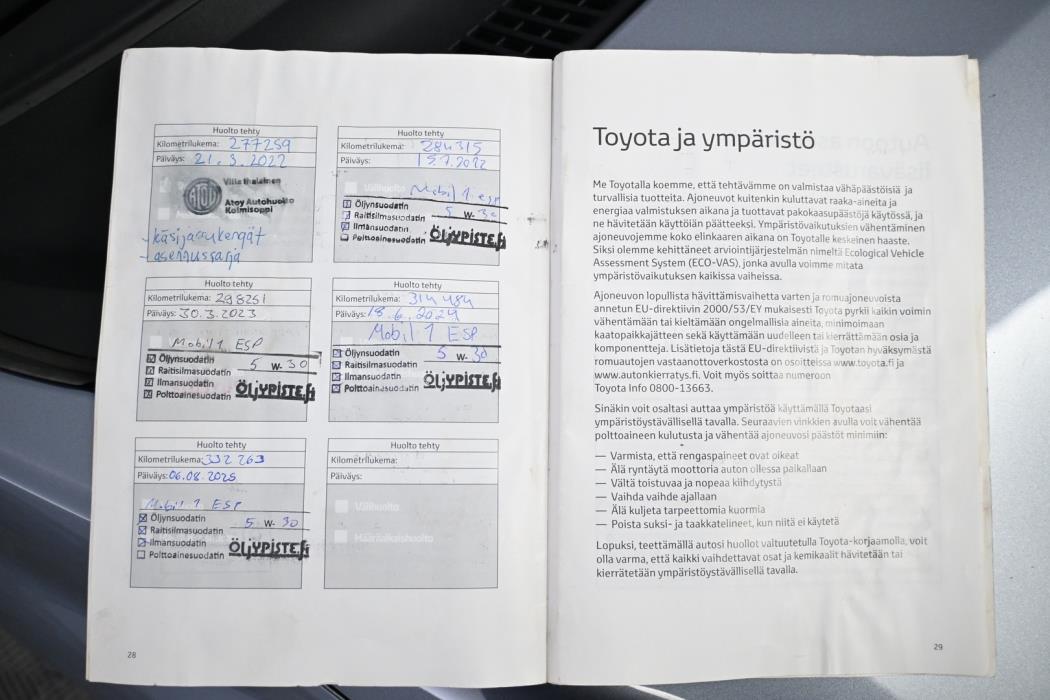 Huolto tehty
Kilometrilukema: 277259
Päiväys: 21.3.2022
Atoy Autohuolto
Kolmisoppi
- käsijarrukengät
- asennussarja
Huolto tehty
Kilometrilukema: 284315
Päiväys: 15.7.2022
Välihuolto
Mobil 1 esp
Öljynsuodatin
5 W- 30
Raitisilmasuodatin
Ilmansuodatin
Polttoainesuodatin
ÖLJYPISTE.fi
Huolto tehty
Kilometrilukema: 298251
Päiväys: 30.3.2023
Mobil 1 ESP
Öljynsuodatin
5 W- 30
Raitisilmasuodatin
Ilmansuodatin
Polttoainesuodatin
ÖLJYPISTE.fi
Huolto tehty
Kilometrilukema: 314484
Päiväys: 18.6.2024
Mobil 1 ESP
Öljynsuodatin
5 W- 30
Raitisilmasuodatin
Ilmansuodatin
Polttoainesuodatin
ÖLJYPISTE.fi
Huolto tehty
Kilometrilukema: 332263
Päiväys: 06.08.2025
Mobil 1 ESP
Öljynsuodatin
5 W- 30
Raitisilmasuodatin
Ilmansuodatin
Polttoainesuodatin
ÖLJYPISTE.fi
Huolto tehty
Kilometrilukema:
Päiväys:
Välihuolto
Määräaikaishuolto
28
Toyota ja ympäristö
Me Toyotalla koemme, että tehtävämme on valmistaa vähäpäästöisiä ja
turvallisia tuotteita. Ajoneuvot kuitenkin kuluttavat raaka-aineita ja
energiaa valmistuksen aikana ja tuottavat pakokaasupäästöjä käytössä, ja
ne hävitetään käyttöiän päätteeksi. Ympäristövaikutuksien vähentäminen
ajoneuvojemme koko elinkaaren aikana on Toyotalle keskeinen haaste.
Siksi olemme kehittäneet arviointijärjestelmän nimeltä Ecological Vehicle
Assessment System (ECO-VAS), jonka avulla voimme mitata
ympäristövaikutuksen kaikissa vaiheissa.
Ajoneuvon lopullista hävittämisvaihetta varten ja romuajoneuvoista
annetun EU-direktiivin 2000/53/EY mukaisesti Toyota pyrkii kaikin voimin
vähentämään tai kieltämään ongelmallisia aineita, minimoimaan
kaatopaikkajätteen sekä käyttämään uudelleen tai kierrättämään osia ja
komponentteja. Lisätietoja tästä EU-direktiivistä ja Toyotan hyväksymästä
romuautojen vastaanottoverkostosta on osoitteissa www.toyota.fi ja
www.autonkierratys.fi. Voit myös soittaa numeroon
Toyota Info 0800-13663.
Sinäkin voit osaltasi auttaa ympäristöä käyttämällä Toyotaasi
ympäristöystävällisellä tavalla. Seuraavien vinkkien avulla voit vähentää
polttoaineen kulutusta ja vähentää ajoneuvosi päästöt minimiin:
— Varmista, että rengaspaineet ovat oikeat
— Älä ryntäytä moottoria auton ollessa paikallaan
— Vältä toistuvaa ja nopeaa kiihdytystä
— Vaihda vaihde ajallaan
— Älä kuljeta tarpeettomia kuormia
— Poista suksi- ja taakkatelineet, kun niitä ei käytetä
Lopuksi, teettämällä autosi huollot valtuutetulla Toyota-korjaamolla, voit
olla varma, että kaikki vaihdettavat osat ja kemikaalit hävitetään tai
kierrätetään ympäristöystävällisellä tavalla.
29